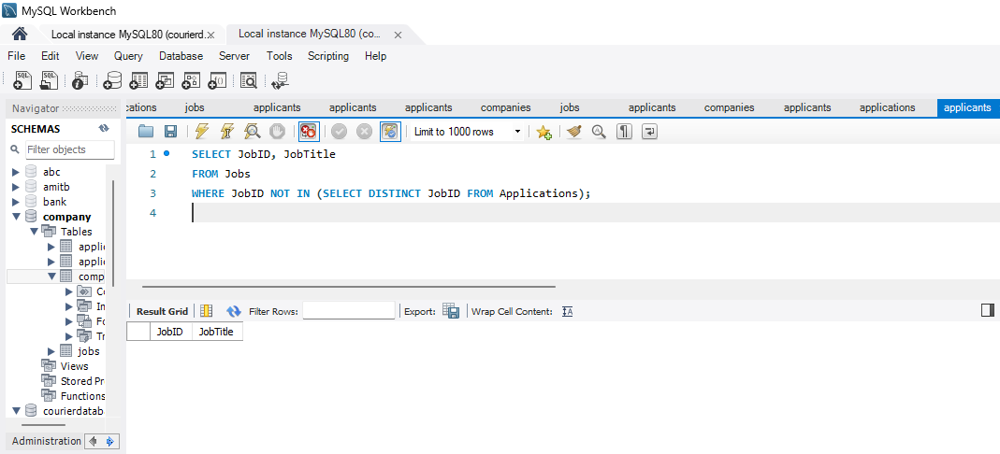 MySQL Workbench
Local instance MySQL80 (courierd... Local instance MySQL80 (co...
File Edit View Query Database Server Tools Scripting Help
Navigator
cations jobs applicants applicants applicants companies jobs applicants companies applicants applications applicants
SCHEMAS
Limit to 1000 rows
Filter objects
abc
amitb
bank
company
Tables
applic
applic
comp
Co
In
Fo
Tr
jobs
Views
Stored Pr
Functions
courierdatab
Administration
1 SELECT JobID, JobTitle
2 FROM Jobs
3 WHERE JobID NOT IN (SELECT DISTINCT JobID FROM Applications);
4
Result Grid Filter Rows: Export: Wrap Cell Content:
JobID JobTitle